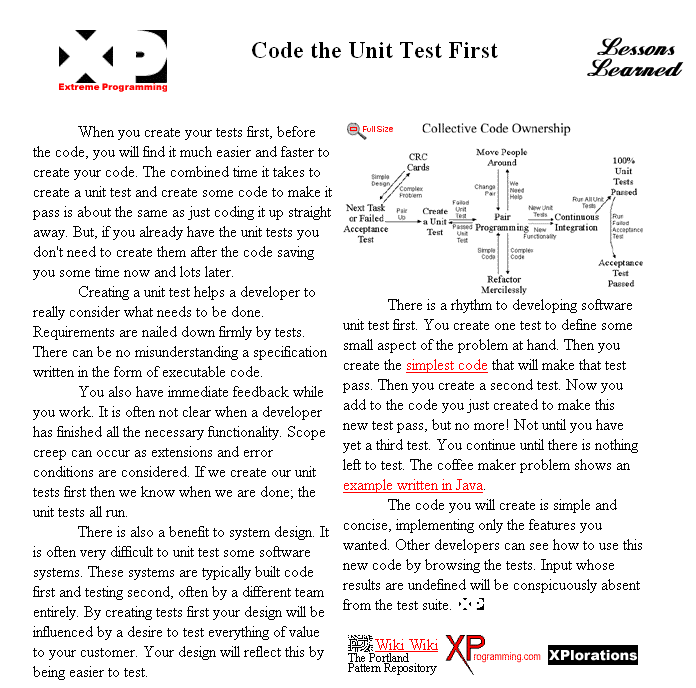 XP
Extreme Programming
Code the Unit Test First
Lessons
Learned
When you create your tests first, before
the code, you will find it much easier and faster to
create your code. The combined time it takes to
create a unit test and create some code to make it
pass is about the same as just coding it up straight
away. But, if you already have the unit tests you
don't need to create them after the code saving
you some time now and lots later.
Creating a unit test helps a developer to
really consider what needs to be done.
Requirements are nailed down firmly by tests.
There can be no misunderstanding a specification
written in the form of executable code.
You also have immediate feedback while
you work. It is often not clear when a developer
has finished all the necessary functionality. Scope
creep can occur as extensions and error
conditions are considered. If we create our unit
tests first then we know when we are done; the
unit tests all run.
There is also a benefit to system design. It
is often very difficult to unit test some software
systems. These systems are typically built code
first and testing second, often by a different team
entirely. By creating tests first your design will be
influenced by a desire to test everything of value
to your customer. Your design will reflect this by
being easier to test.
Full Size
Collective Code Ownership
CRC
Cards
Move People
Around
100%
Unit
Tests
Passed
Simple
Design
Complex
Problem
Change
Pair
We
Need
Help
Run All Unit
Tests
Next Task
or Failed
Acceptance
Test
Pair
Up
Create
a Unit
Test
Failed
Unit
Test
Passed
Unit
Test
Pair
Programming
New Unit
Tests
New
Functionality
Continuous
Integration
Run
Failed
Acceptance
Test
Simple
Code
Complex
Code
Refactor
Mercilessly
Acceptance
Test
Passed
There is a rhythm to developing software
unit test first. You create one test to define some
small aspect of the problem at hand. Then you
create the simplest code that will make that test
pass. Then you create a second test. Now you
add to the code you just created to make this
new test pass, but no more! Not until you have
yet a third test. You continue until there is nothing
left to test. The coffee maker problem shows an
example written in Java.
The code you will create is simple and
concise, implementing only the features you
wanted. Other developers can see how to use this
new code by browsing the tests. Input whose
results are undefined will be conspicuously absent
from the test suite. XP
Wiki Wiki
The Portland
Pattern Repository
XProgramming.com
XPlorations